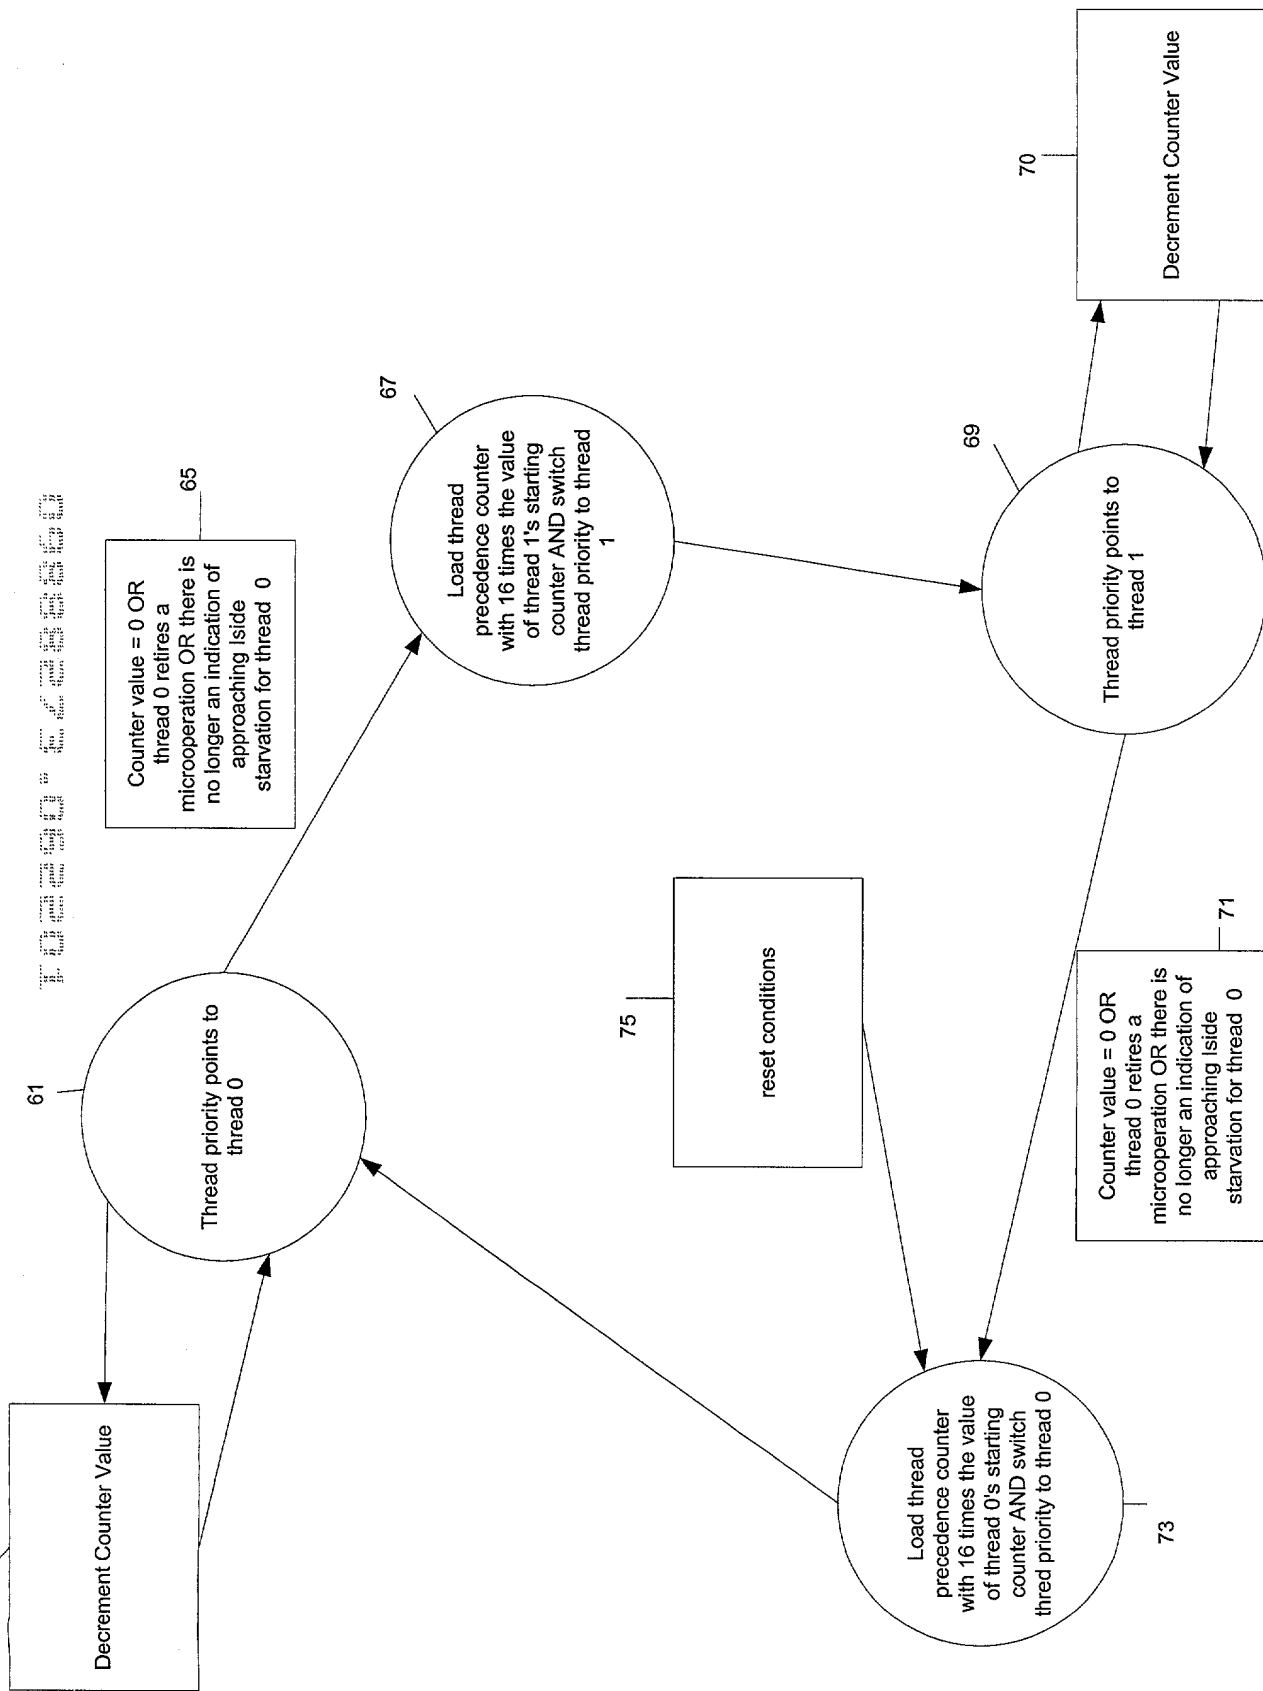 61
Thread priority points to
thread 0
Decrement Counter Value
65
Counter value = 0 OR
thread 0 retires a
microoperation OR there is
no longer an indication of
approaching Iside
starvation for thread 0
67
Load thread
precedence counter
with 16 times the value
of thread 1's starting
counter AND switch
thread priority to thread
1
69
Thread priority points to
thread 1
70
Decrement Counter Value
71
Counter value = 0 OR
thread 0 retires a
microoperation OR there is
no longer an indication of
approaching Iside
starvation for thread 0
75
reset conditions
73
Load thread
precedence counter
with 16 times the value
of thread 0's starting
counter AND switch
thred priority to thread 0